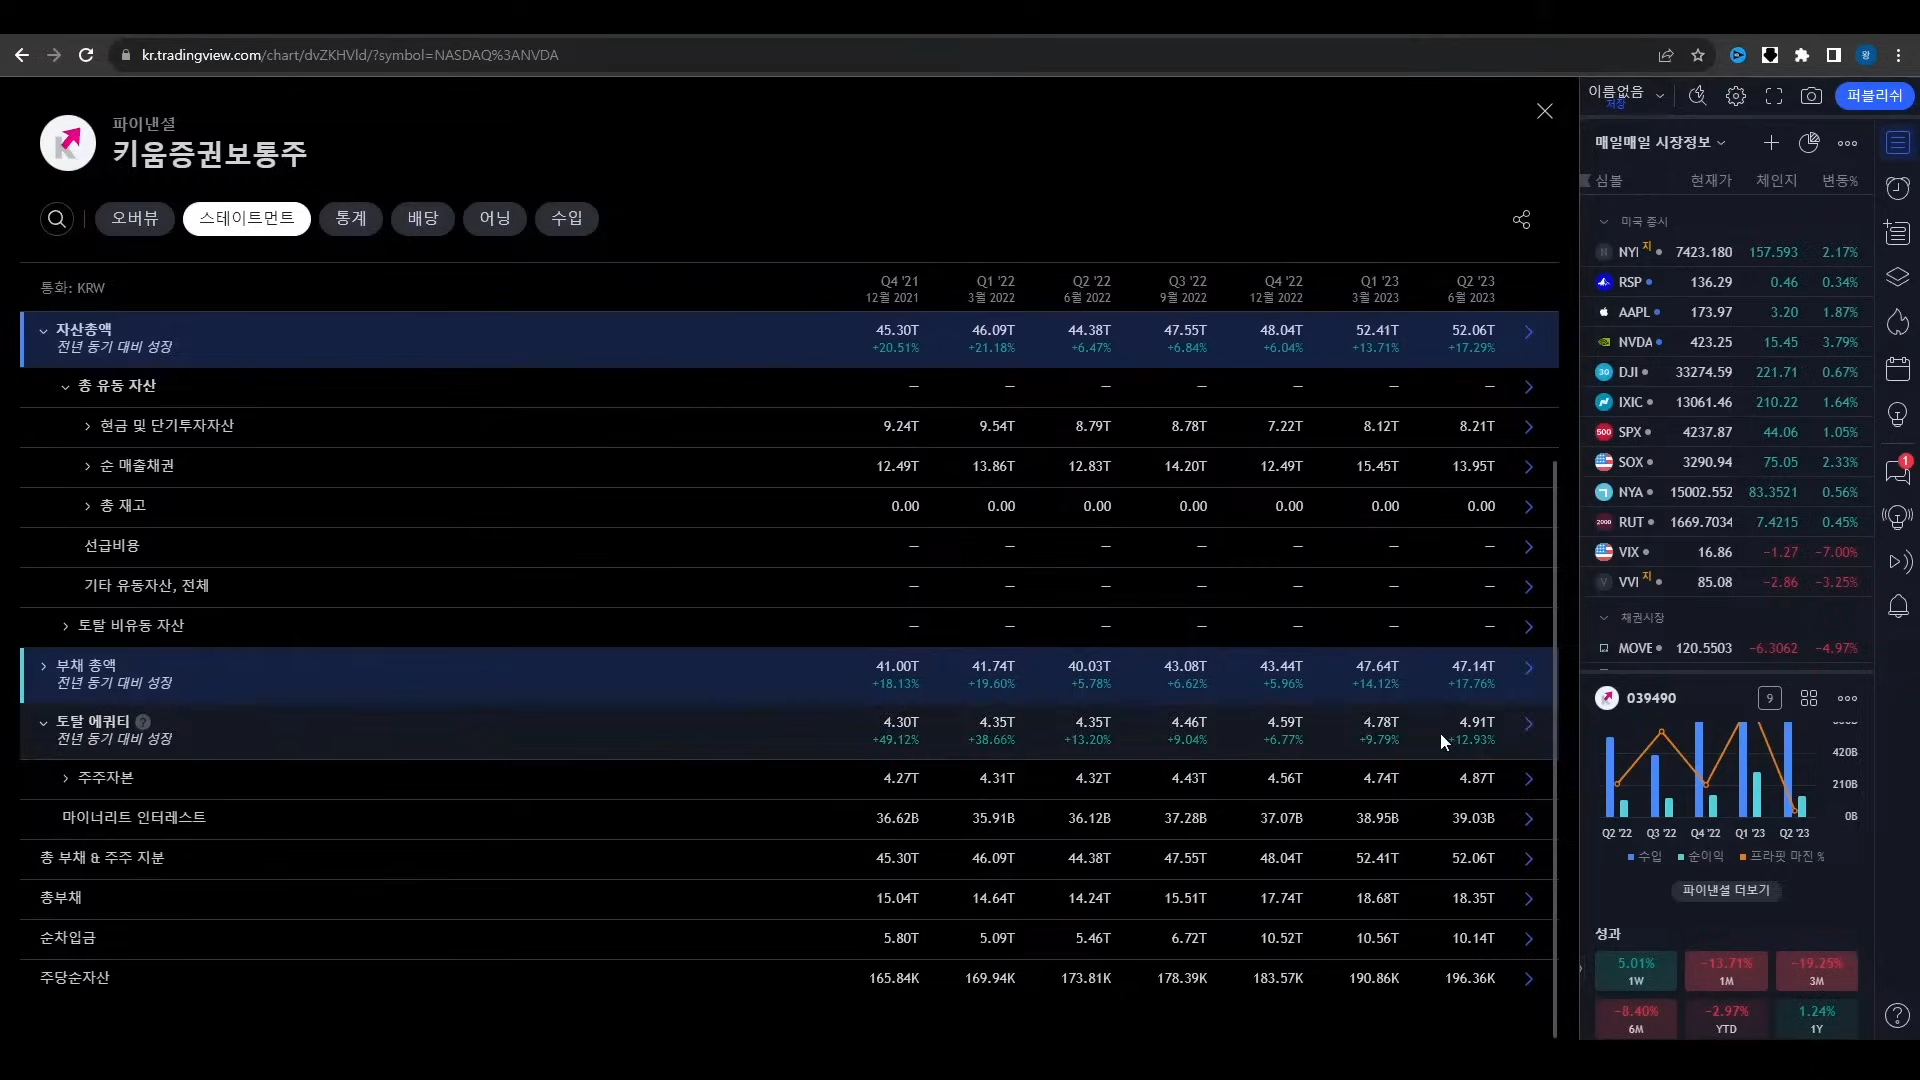 kr.tradingview.com/chart/dvZKHVld/?symbol=NASDAQ%3ANVDA
왕
파이낸셜
키움증권보통주
오버뷰 스테이트먼트 통계 배당 어닝 수입
통화: KRW
Q4 '21 Q1 '22 Q2 '22 Q3 '22 Q4 '22 Q1 '23 Q2 '23
12월 2021 3월 2022 6월 2022 9월 2022 12월 2022 3월 2023 6월 2023
자산총액 45.30T 46.09T 44.38T 47.55T 48.04T 52.41T 52.06T
전년 동기 대비 성장 +20.51% +21.18% +6.47% +6.84% +6.04% +13.71% +17.29%
총 유동 자산 — — — — — — —
현금 및 단기투자자산 9.24T 9.54T 8.79T 8.78T 7.22T 8.12T 8.21T
순 매출채권 12.49T 13.86T 12.83T 14.20T 12.49T 15.45T 13.95T
총 재고 0.00 0.00 0.00 0.00 0.00 0.00 0.00
선급비용 — — — — — — —
기타 유동자산, 전체 — — — — — — —
토탈 비유동 자산 — — — — — — —
부채 총액 41.00T 41.74T 40.03T 43.08T 43.44T 47.64T 47.14T
전년 동기 대비 성장 +18.13% +19.60% +5.78% +6.62% +5.96% +14.12% +17.76%
토탈 에쿼티 ? 4.30T 4.35T 4.35T 4.46T 4.59T 4.78T 4.91T
전년 동기 대비 성장 +49.12% +38.66% +13.20% +9.04% +6.77% +9.79% +12.93%
주주자본 4.27T 4.31T 4.32T 4.43T 4.56T 4.74T 4.87T
마이너리트 인터레스트 36.62B 35.91B 36.12B 37.28B 37.07B 38.95B 39.03B
총 부채 & 주주 지분 45.30T 46.09T 44.38T 47.55T 48.04T 52.41T 52.06T
총부채 15.04T 14.64T 14.24T 15.51T 17.74T 18.68T 18.35T
순차입금 5.80T 5.09T 5.46T 6.72T 10.52T 10.56T 10.14T
주당순자산 165.84K 169.94K 173.81K 178.39K 183.57K 190.86K 196.36K
이름없음
저장
퍼블리쉬
매일매일 시장정보
심볼 현재가 체인지 변동%
미국 증시
N NYI 지 7423.180 157.593 2.17%
RSP 136.29 0.46 0.34%
AAPL 173.97 3.20 1.87%
NVDA 423.25 15.45 3.79%
30 DJI 33274.59 221.71 0.67%
IXIC 13061.46 210.22 1.64%
500 SPX 4237.87 44.06 1.05%
SOX 3290.94 75.05 2.33%
NYA 15002.552 83.3521 0.56%
2000 RUT 1669.7034 7.4215 0.45%
VIX 16.86 −1.27 −7.00%
V VVI 지 85.08 −2.86 −3.25%
채권시장
MOVE 120.5503 −6.3062 −4.97%
039490 9
420B
210B
0B
Q2 '22 Q3 '22 Q4 '22 Q1 '23 Q2 '23
수입 순이익 프라핏 마진 %
파이낸셜 더보기
성과
5.01% −13.71% −19.25%
1W 1M 3M
−8.40% −2.97% 1.24%
6M YTD 1Y
1
?